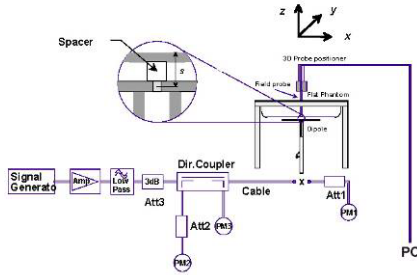 z
y
x
Spacer
s
3D Probe positioner
Field probe
Flat Phantom
Dipole
Signal
Generato
Amp
Low
Pass
3dB
Att3
Dir.Coupler
Cable
x
Att1
PM1
Att2
PM3
PM2
PC